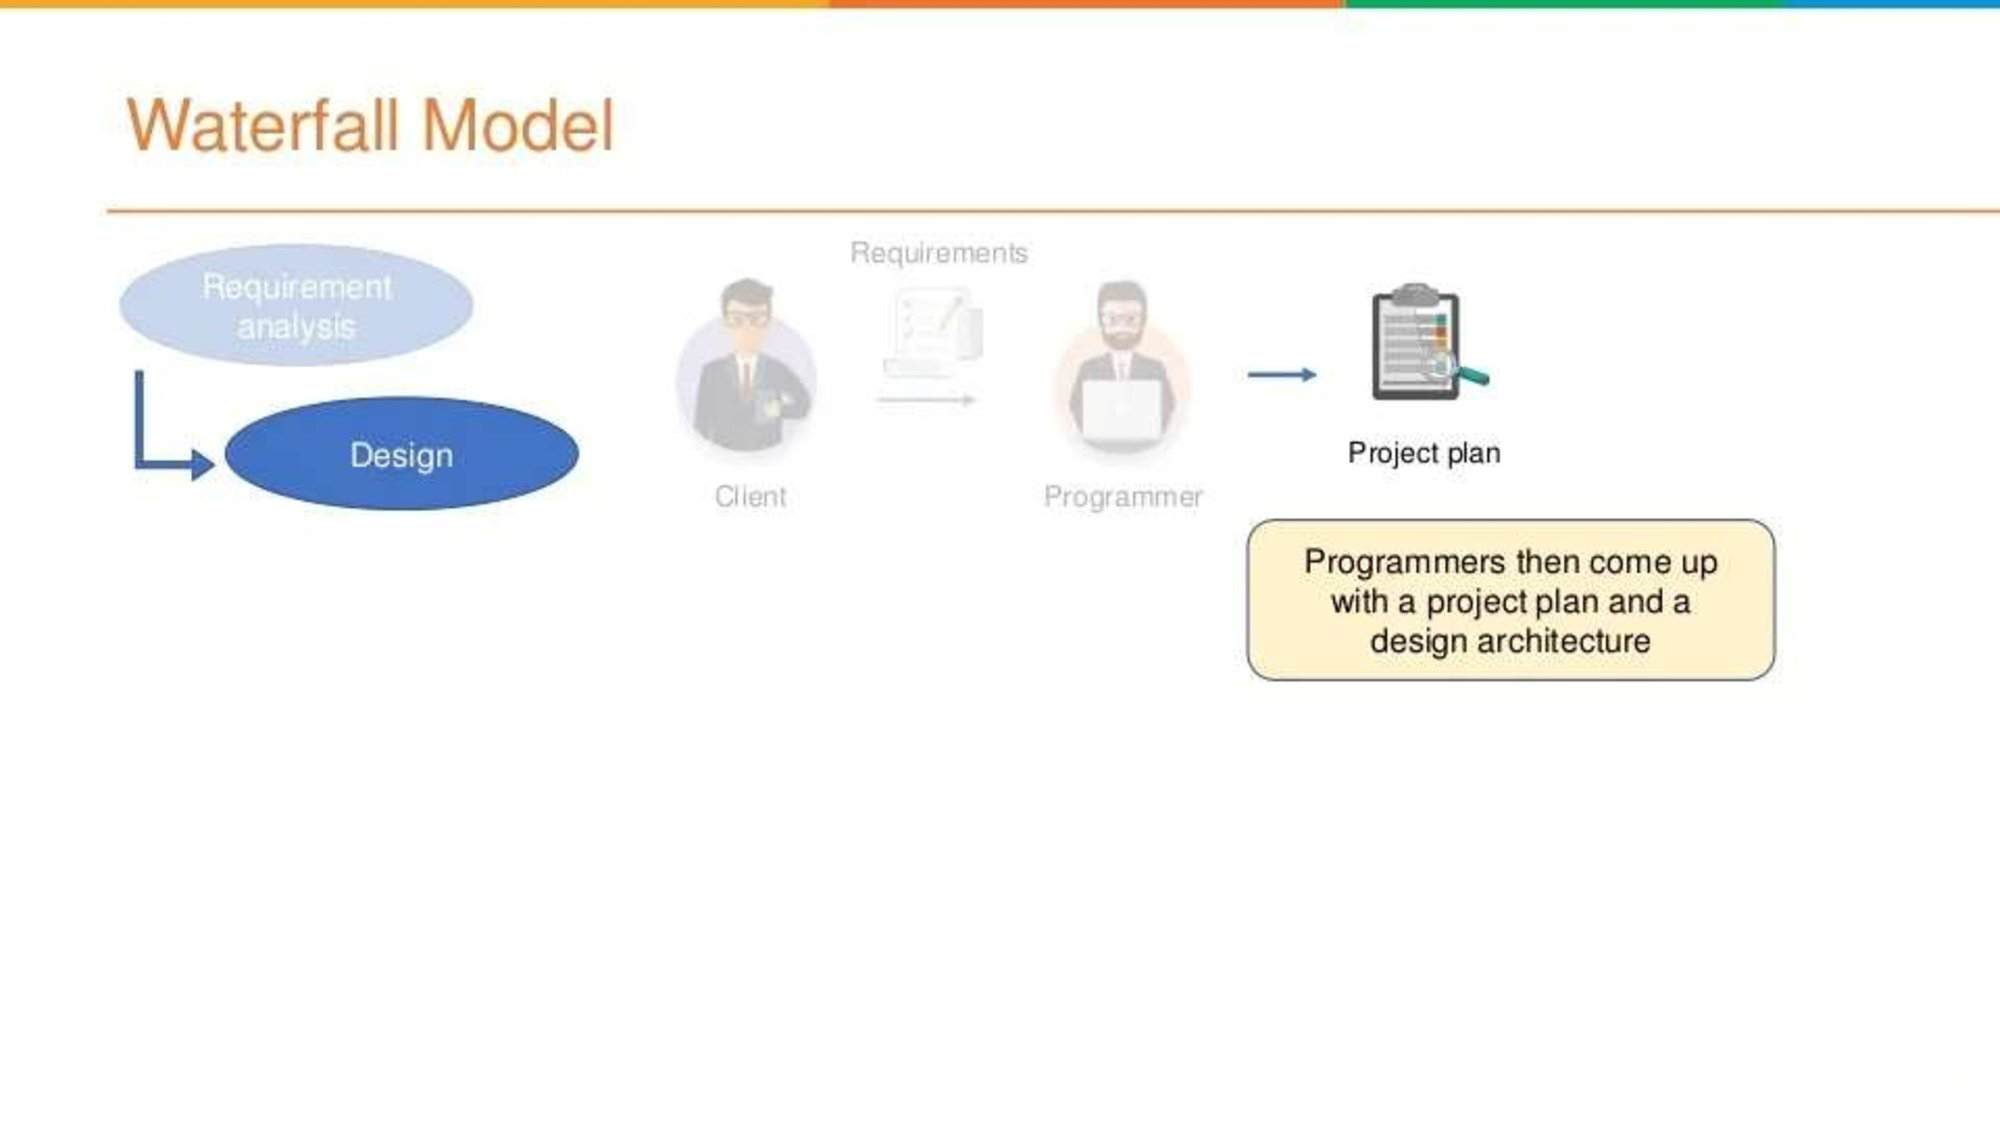 Waterfall Model
Requirement
analysis
Design
Requirements
Client
Programmer
Project plan
Programmers then come up
with a project plan and a
design architecture